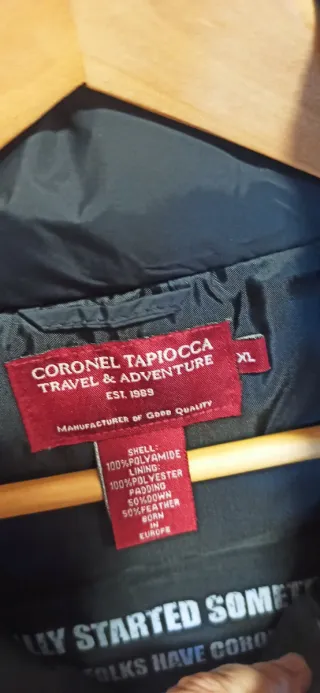 CORONEL TAPIOCCA
TRAVEL & ADVENTURE
EST. 1989
MANUFACTURER OF GOOD QUALITY
XL
SHELL:
100%POLYAMIDE
LINING:
100%POLYESTER
PADDING
50%DOWN
50%FEATHER
BORN
IN
EUROPE
STARTED
FOLKS HAVE